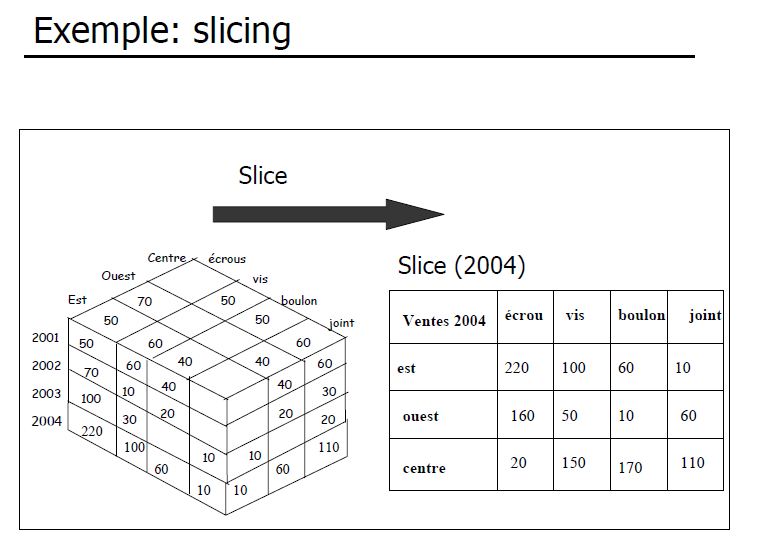 Exemple: slicing
Slice
Slice (2004)
Centre écrous
Ouest vis
Est 70 50 boulon
50 50 joint
2001 50 60 60
2002 70 60 40 40 60
2003 100 10 40 40 30
2004 220 30 20 20 20
100 10 10 110
60 60
10 10
Ventes 2004 écrou vis boulon joint
est 220 100 60 10
ouest 160 50 10 60
centre 20 150 170 110